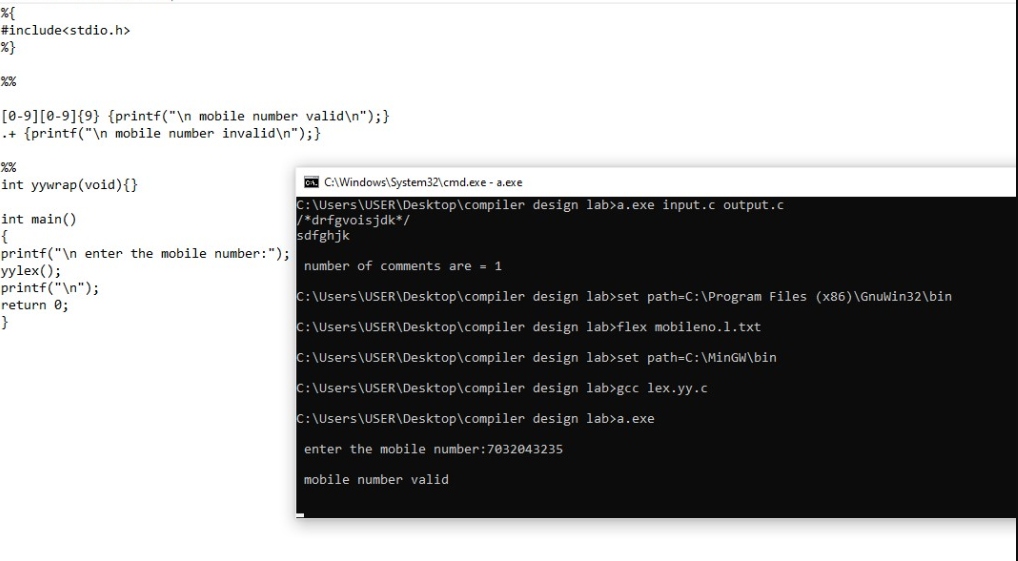 %{
#include<stdio.h>
%}
%%
[0-9][0-9]{9} {printf("\n mobile number valid\n");}
.+ {printf("\n mobile number invalid\n");}
%%
int yywrap(void){}
int main()
{
printf("\n enter the mobile number:");
yylex();
printf("\n");
return 0;
}
C:\Windows\System32\cmd.exe - a.exe
C:\Users\USER\Desktop\compiler design lab>a.exe input.c output.c
/*drfgvoisjdk*/
sdfghjk
number of comments are = 1
C:\Users\USER\Desktop\compiler design lab>set path=C:\Program Files (x86)\GnuWin32\bin
C:\Users\USER\Desktop\compiler design lab>flex mobileno.l.txt
C:\Users\USER\Desktop\compiler design lab>set path=C:\MinGW\bin
C:\Users\USER\Desktop\compiler design lab>gcc lex.yy.c
C:\Users\USER\Desktop\compiler design lab>a.exe
enter the mobile number:7032043235
mobile number valid